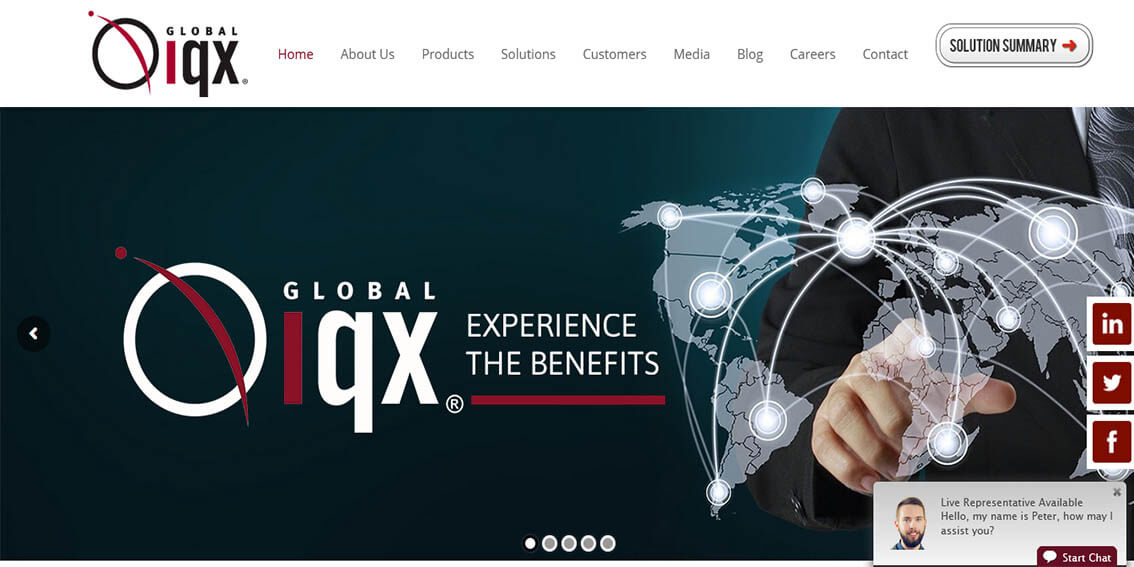 GLOBAL
iqx®
Home
About Us
Products
Solutions
Customers
Media
Blog
Careers
Contact
SOLUTION SUMMARY
GLOBAL
iqx®
EXPERIENCE
THE BENEFITS
in
f
Live Representative Available
Hello, my name is Peter, how may I
assist you?
Start Chat